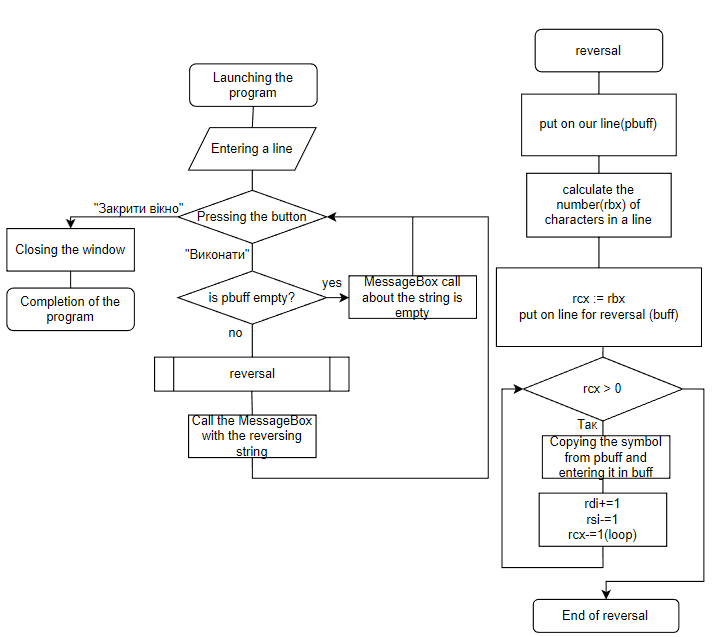 Launching the
program
Entering a line
Pressing the button
"Закрити вікно"
Closing the window
Completion of the
program
"Виконати"
is pbuff empty?
yes
MessageBox call
about the string is
empty
no
reversal
Call the MessageBox
with the reversing
string
reversal
put on our line(pbuff)
calculate the
number(rbx) of
characters in a line
rcx := rbx
put on line for reversal (buff)
rcx > 0
Так
Copying the symbol
from pbuff and
entering it in buff
rdi+=1
rsi-=1
rcx-=1(loop)
End of reversal